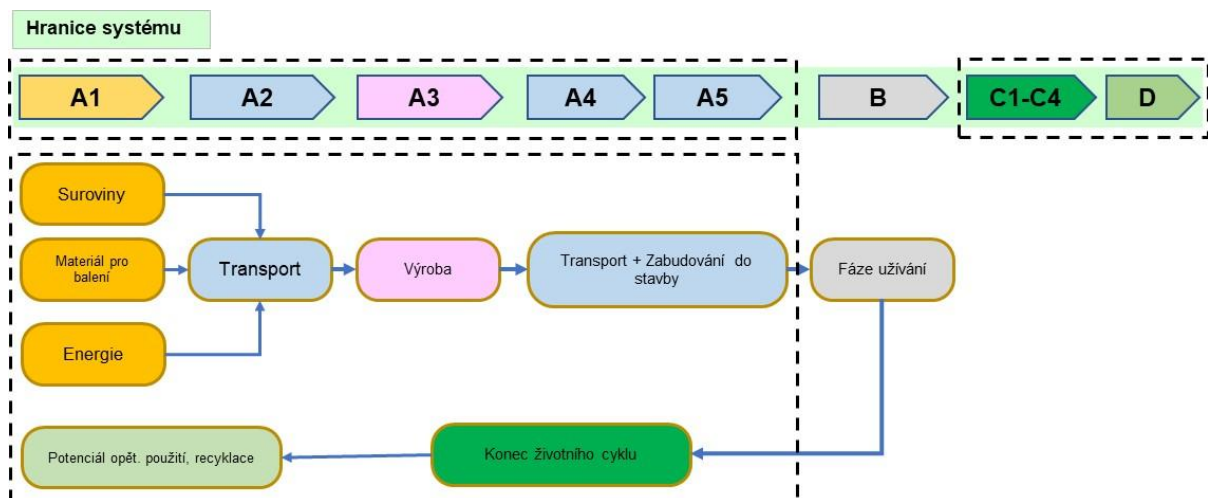 Hranice systému
A1
A2
A3
A4
A5
B
C1-C4
D
Suroviny
Materiál pro
balení
Energie
Transport
Výroba
Transport + Zabudování do
stavby
Fáze užívání
Konec životního cyklu
Potenciál opět. použití, recyklace